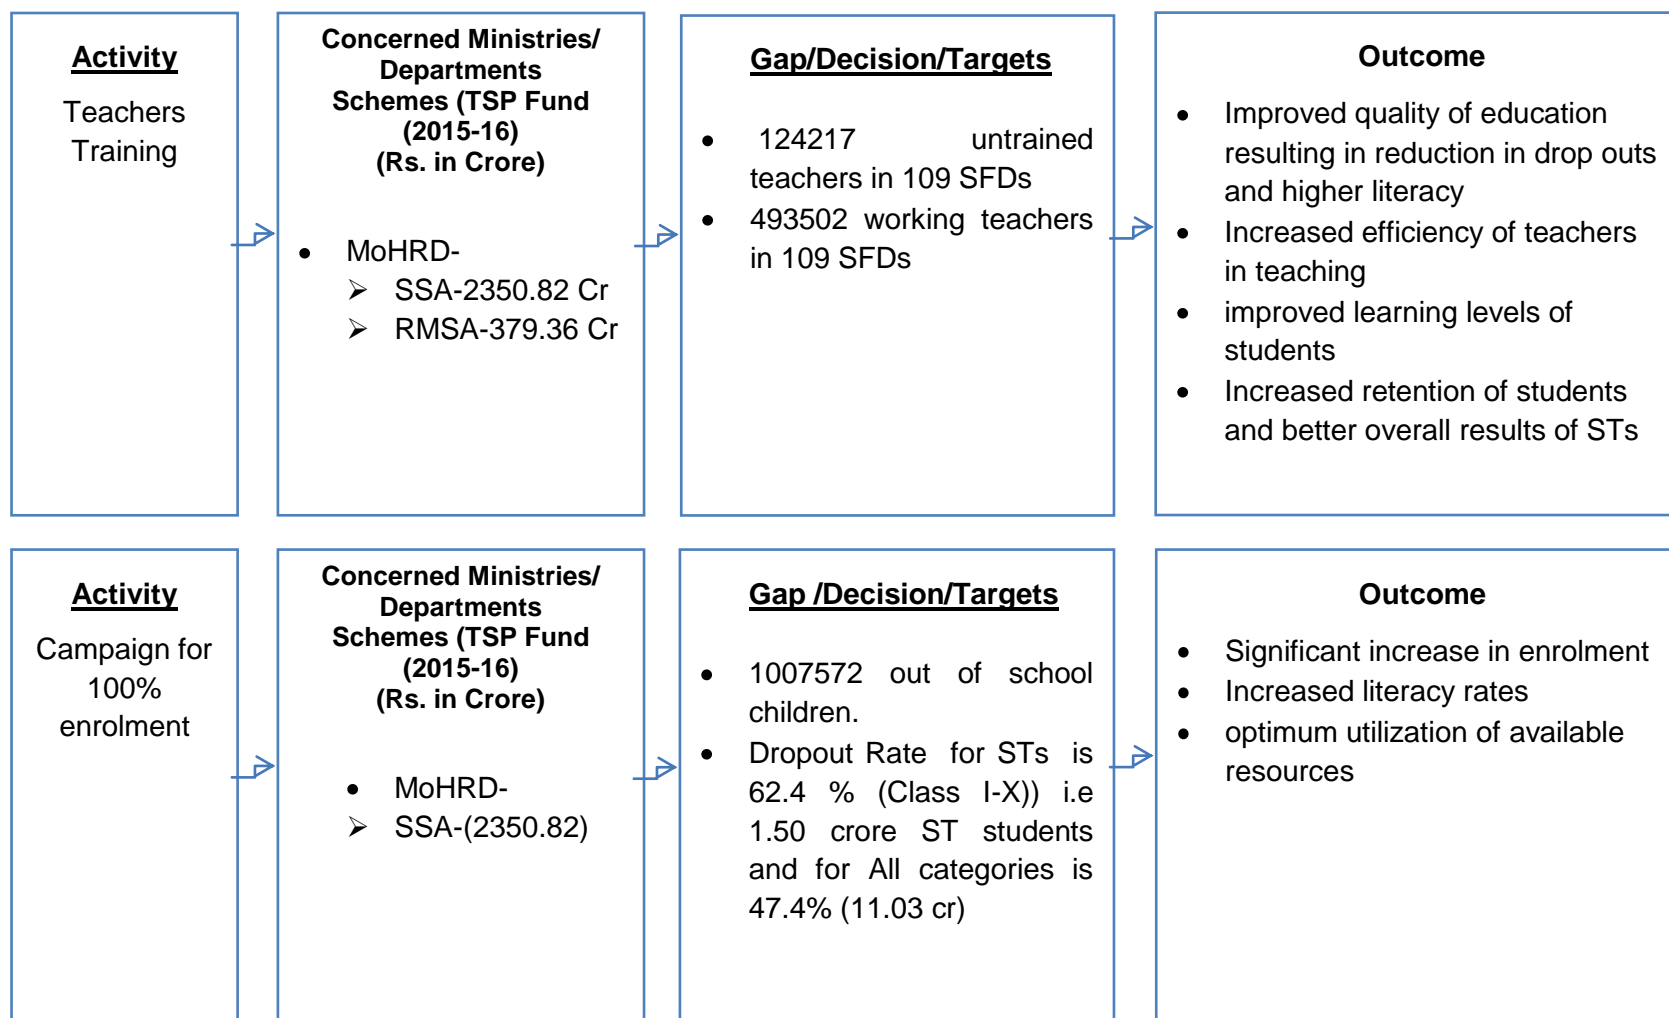 Activity
Teachers
Training
Concerned Ministries/
Departments
Schemes (TSP Fund
(2015-16)
(Rs. in Crore)
• MoHRD-
➢ SSA-2350.82 Cr
➢ RMSA-379.36 Cr
Gap/Decision/Targets
• 124217 untrained
teachers in 109 SFDs
• 493502 working teachers
in 109 SFDs
Outcome
• Improved quality of education
resulting in reduction in drop outs
and higher literacy
• Increased efficiency of teachers
in teaching
• improved learning levels of
students
• Increased retention of students
and better overall results of STs
Activity
Campaign for
100%
enrolment
Concerned Ministries/
Departments
Schemes (TSP Fund
(2015-16)
(Rs. in Crore)
• MoHRD-
➢ SSA-(2350.82)
Gap /Decision/Targets
• 1007572 out of school
children.
• Dropout Rate for STs is
62.4 % (Class I-X)) i.e
1.50 crore ST students
and for All categories is
47.4% (11.03 cr)
Outcome
• Significant increase in enrolment
• Increased literacy rates
• optimum utilization of available
resources